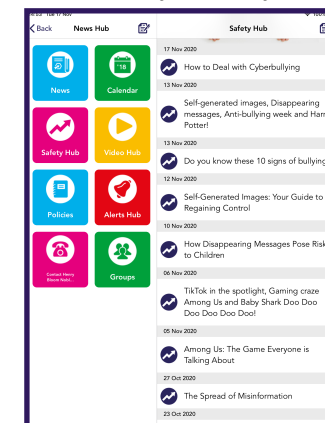 Tue 17 Nov
Back
News Hub
News
Calendar
18
Safety Hub
Video Hub
Policies
Alerts Hub
Contact Henry
Groups
Safety Hub
17 Nov 2020
How to Deal with Cyberbullying
13 Nov 2020
Self-generated images, Disappearing
messages, Anti-bullying week and Harr
Potter!
13 Nov 2020
Do you know these 10 signs of bullying
12 Nov 2020
Self-Generated Images: Your Guide to
Regaining Control
10 Nov 2020
How Disappearing Messages Pose Risk
to Children
06 Nov 2020
TikTok in the spotlight, Gaming craze
Among Us and Baby Shark Doo Doo
Doo Doo Doo Doo!
05 Nov 2020
Among Us: The Game Everyone is
Talking About
27 Oct 2020
The Spread of Misinformation
23 Oct 2020